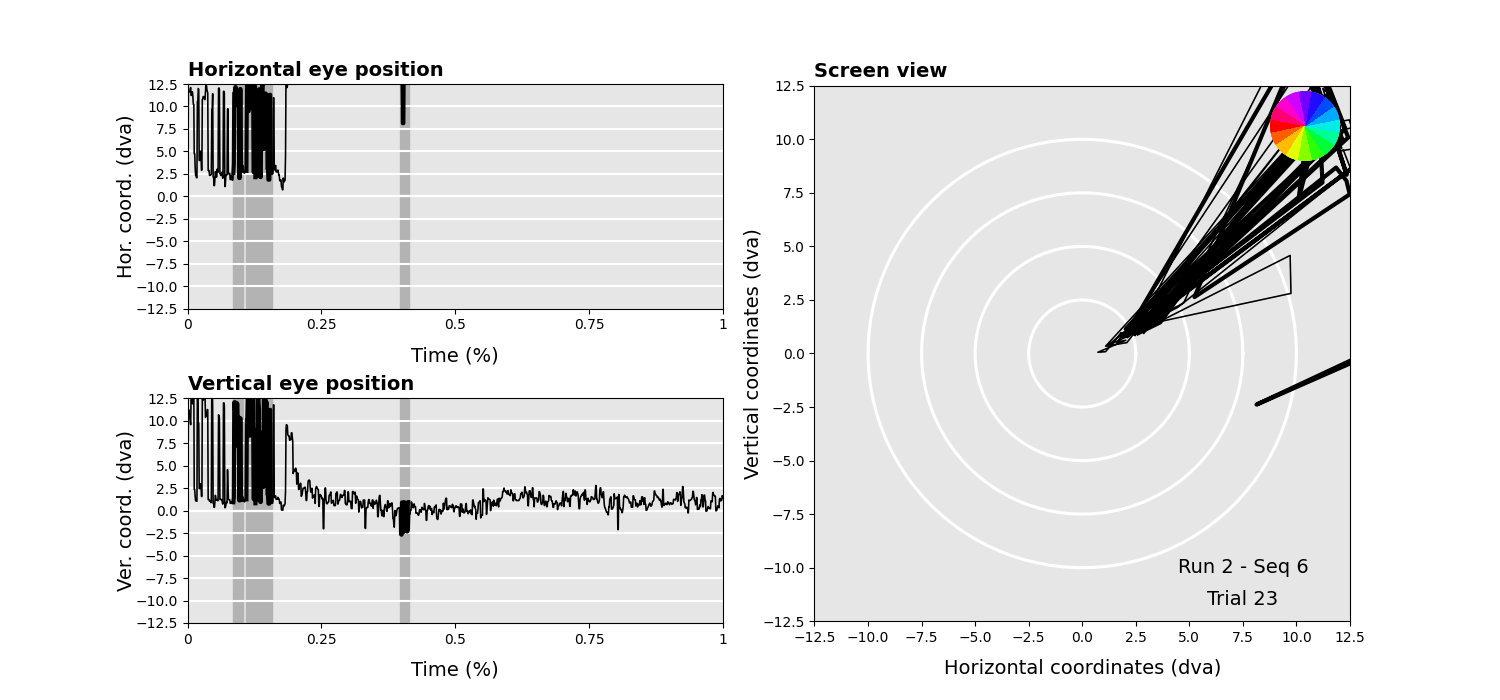 Horizontal eye position
12.5
10.0
7.5
5.0
2.5
0.0
−2.5
−5.0
−7.5
−10.0
−12.5
Hor. coord. (dva)
0 0.25 0.5 0.75 1
Time (%)
Vertical eye position
12.5
10.0
7.5
5.0
2.5
0.0
−2.5
−5.0
−7.5
−10.0
−12.5
Ver. coord. (dva)
0 0.25 0.5 0.75 1
Time (%)
Screen view
12.5
10.0
7.5
5.0
2.5
0.0
−2.5
−5.0
−7.5
−10.0
−12.5
Vertical coordinates (dva)
Run 2 - Seq 6
Trial 23
−12.5 −10.0 −7.5 −5.0 −2.5 0.0 2.5 5.0 7.5 10.0 12.5
Horizontal coordinates (dva)